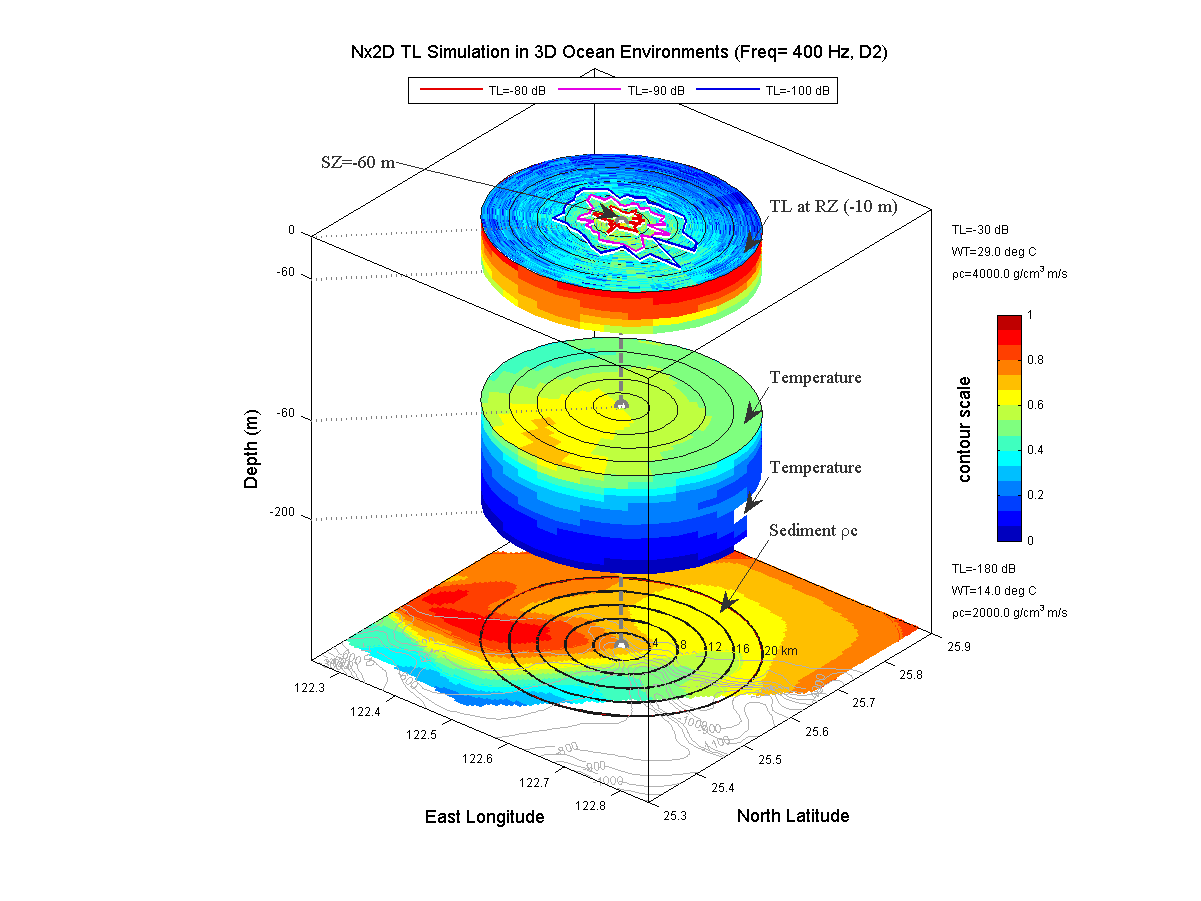 Nx2D TL Simulation in 3D Ocean Environments (Freq= 400 Hz, D2)
TL=-80 dB TL=-90 dB TL=-100 dB
SZ=-60 m
TL at RZ (-10 m)
0
-60
-60
-200
Depth (m)
Temperature
Temperature
Sediment ρc
TL=-30 dB
WT=29.0 deg C
ρc=4000.0 g/cm³ m/s
1
0.8
0.6
0.4
0.2
0
contour scale
TL=-180 dB
WT=14.0 deg C
ρc=2000.0 g/cm³ m/s
4 8 12 16 20 km
122.3
122.4
122.5
122.6
122.7
122.8
East Longitude
25.9
25.8
25.7
25.6
25.5
25.4
25.3
North Latitude
-800
-900
-1000
-1100